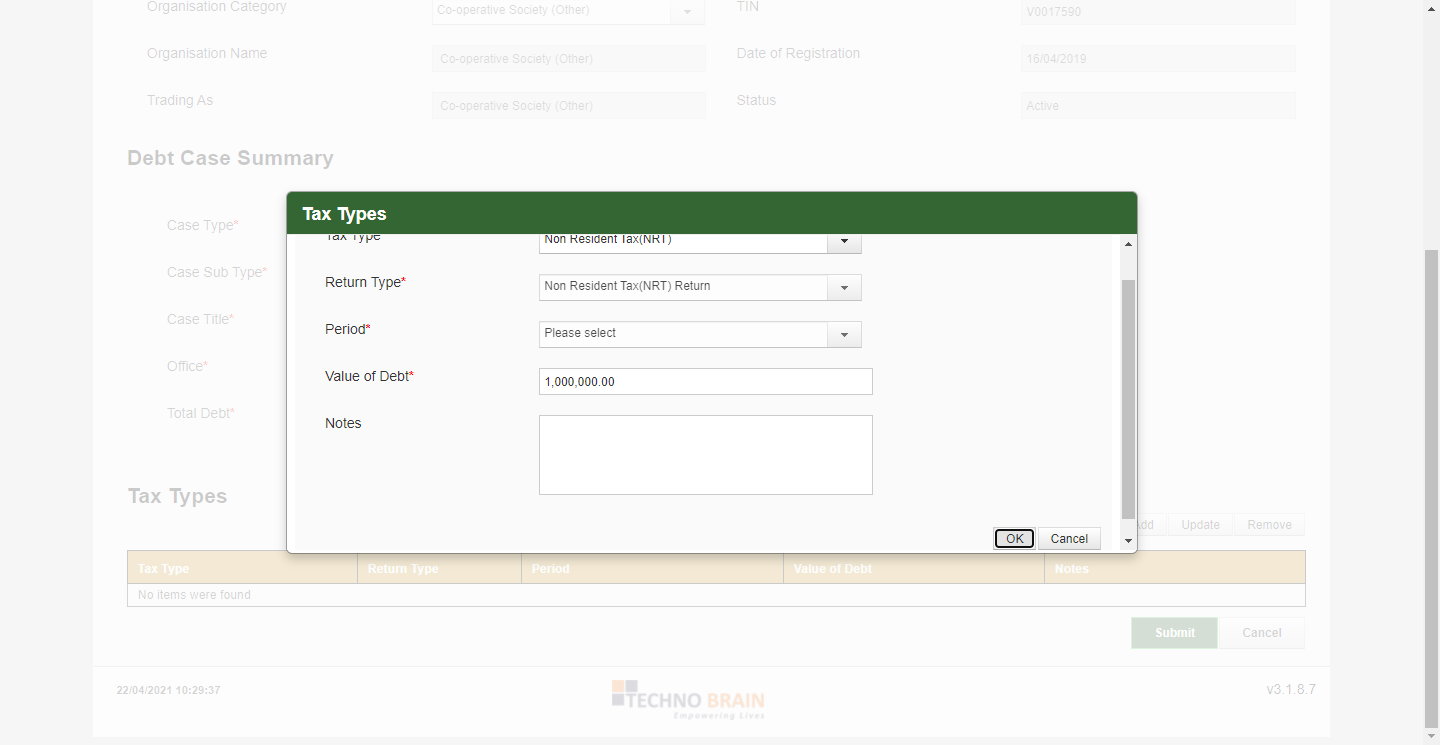 Organisation Category Co-operative Society (Other) TIN V0017590
Organisation Name Co-operative Society (Other) Date of Registration 16/04/2019
Trading As Co-operative Society (Other) Status Active
Debt Case Summary
Case Type*
Case Sub Type*
Case Title*
Office*
Total Debt*
Tax Types
Tax Type Non Resident Tax(NRT)
Return Type* Non Resident Tax(NRT) Return
Period* Please select
Value of Debt* 1,000,000.00
Notes
OK Cancel
Tax Types
Update Remove
Tax Type Return Type Period Value of Debt Notes
No items were found
Submit Cancel
22/04/2021 10:29:37 TECHNO BRAIN v3.1.8.7
Empowering Lives